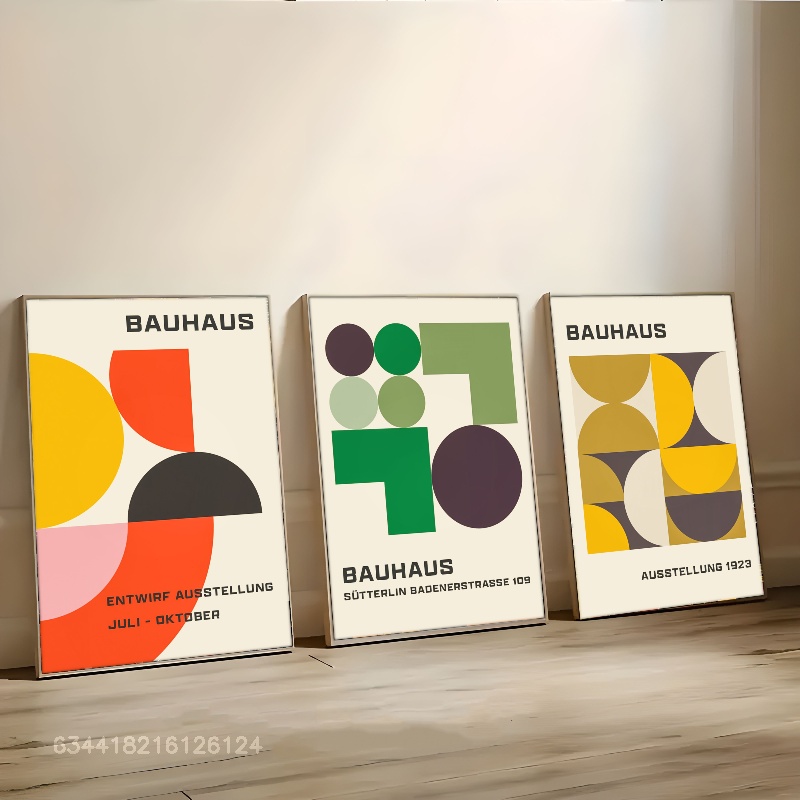 BAUHAUS
ENTWIRF AUSSTELLUNG
JULI - OKTOBER
BAUHAUS
SÜTTERLIN BADENERSTRASSE 109
BAUHAUS
AUSSTELLUNG 1923
634418216126124